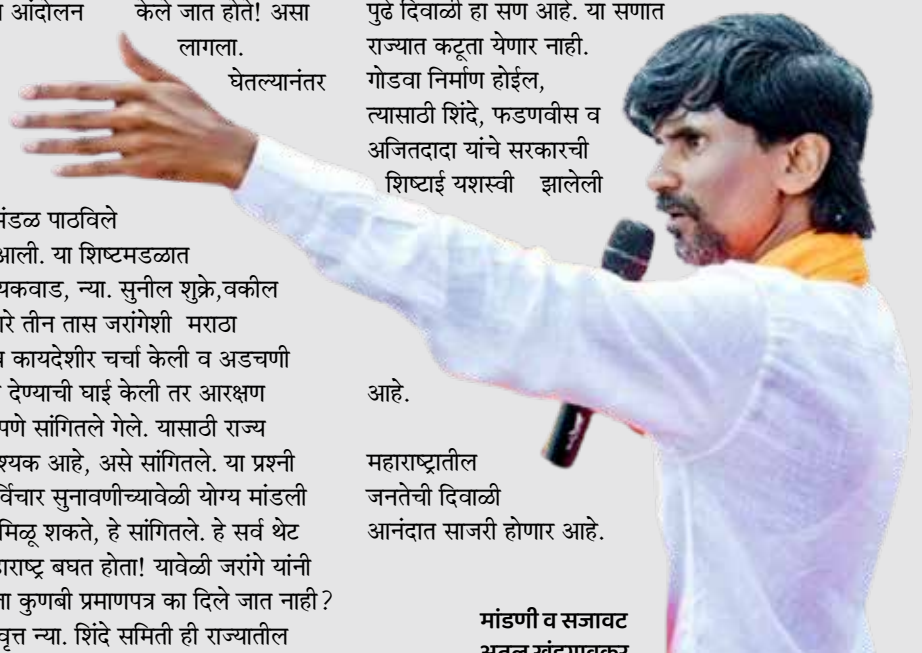 आंदोलन केले जात होते! असा
लागला.
घेतल्यानंतर
मंडळ पाठविले
आली. या शिष्टमडळात
यकवाड, न्या. सुनील शुक्रे,वकील
रे तीन तास जरांगेशी मराठा
कायदेशीर चर्चा केली व अडचणी
देण्याची घाई केली तर आरक्षण
पणे सांगितले गेले. यासाठी राज्य
श्यक आहे, असे सांगितले. या प्रश्नी
र्विचार सुनावणीच्यावेळी योग्य मांडली
मिळू शकते, हे सांगितले. हे सर्व थेट
ाराष्ट्र बघत होता! यावेळी जरांगे यांनी
ा कुणबी प्रमाणपत्र का दिले जात नाही?
वृत्त न्या. शिंदे समिती ही राज्यातील
पुढे दिवाळी हा सण आहे. या सणात
राज्यात कटूता येणार नाही.
गोडवा निर्माण होईल,
त्यासाठी शिंदे, फडणवीस व
अजितदादा यांचे सरकारची
शिष्टाई यशस्वी झालेली
आहे.
महाराष्ट्रातील
जनतेची दिवाळी
आनंदात साजरी होणार आहे.
मांडणी व सजावट